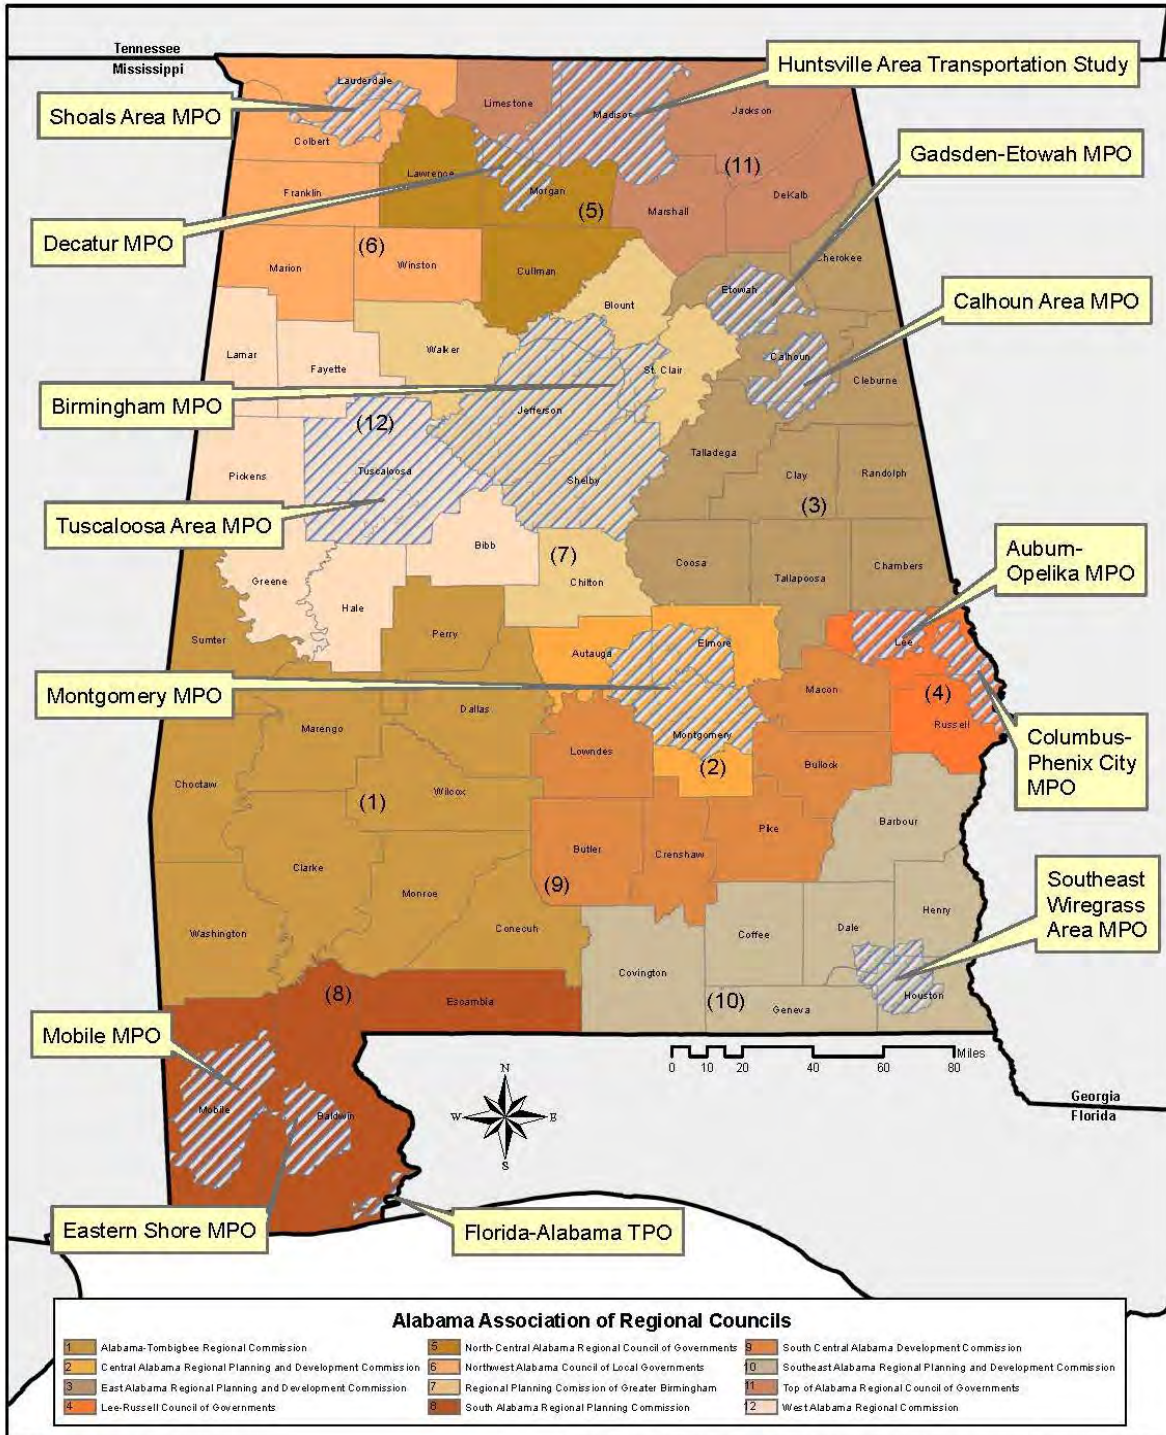 Tennessee
Mississippi
Huntsville Area Transportation Study
Shoals Area MPO
Lauderdale
Limestone
Madison
Jackson
Colbert
Gadsden-Etowah MPO
(11)
Lawrence
Morgan
DeKalb
Franklin
Marshall
(5)
Decatur MPO
(6)
Cherokee
Marion
Winston
Cullman
Etowah
Calhoun Area MPO
Blount
Walker
Lamar
Calhoun
Fayette
St. Clair
Cleburne
Birmingham MPO
Jefferson
(12)
Talladega
Tuscaloosa
Pickens
Shelby
Clay
Randolph
(3)
Tuscaloosa Area MPO
Bibb
(7)
Auburn-
Opelika MPO
Coosa
Chambers
Greene
Chilton
Tallapoosa
Hale
Sumter
Perry
Elmore
Lee
Autauga
Montgomery MPO
Macon
(4)
Dallas
Russell
Marengo
Montgomery
Columbus-
Phenix City
MPO
Lowndes
(2)
Bullock
Choctaw
Wilcox
(1)
Barbour
Pike
Butler
Crenshaw
Clarke
(9)
Southeast
Wiregrass
Area MPO
Monroe
Henry
Conecuh
Coffee
Dale
Washington
Covington
(8)
Escambia
(10)
Houston
Geneva
Mobile MPO
Miles
0 10 20 40 60 80
N
W E
S
Georgia
Florida
Mobile
Baldwin
Eastern Shore MPO
Florida-Alabama TPO
Alabama Association of Regional Councils
1 Alabama-Tombigbee Regional Commission
2 Central Alabama Regional Planning and Development Commission
3 East Alabama Regional Planning and Development Commission
4 Lee-Russell Council of Governments
5 North-Central Alabama Regional Council of Governments
6 Northwest Alabama Council of Local Governments
7 Regional Planning Comission of Greater Birmingham
8 South Alabama Regional Planning Commission
9 South Central Alabama Development Commission
10 Southeast Alabama Regional Planning and Development Commission
11 Top of Alabama Regional Council of Governments
12 West Alabama Regional Commission